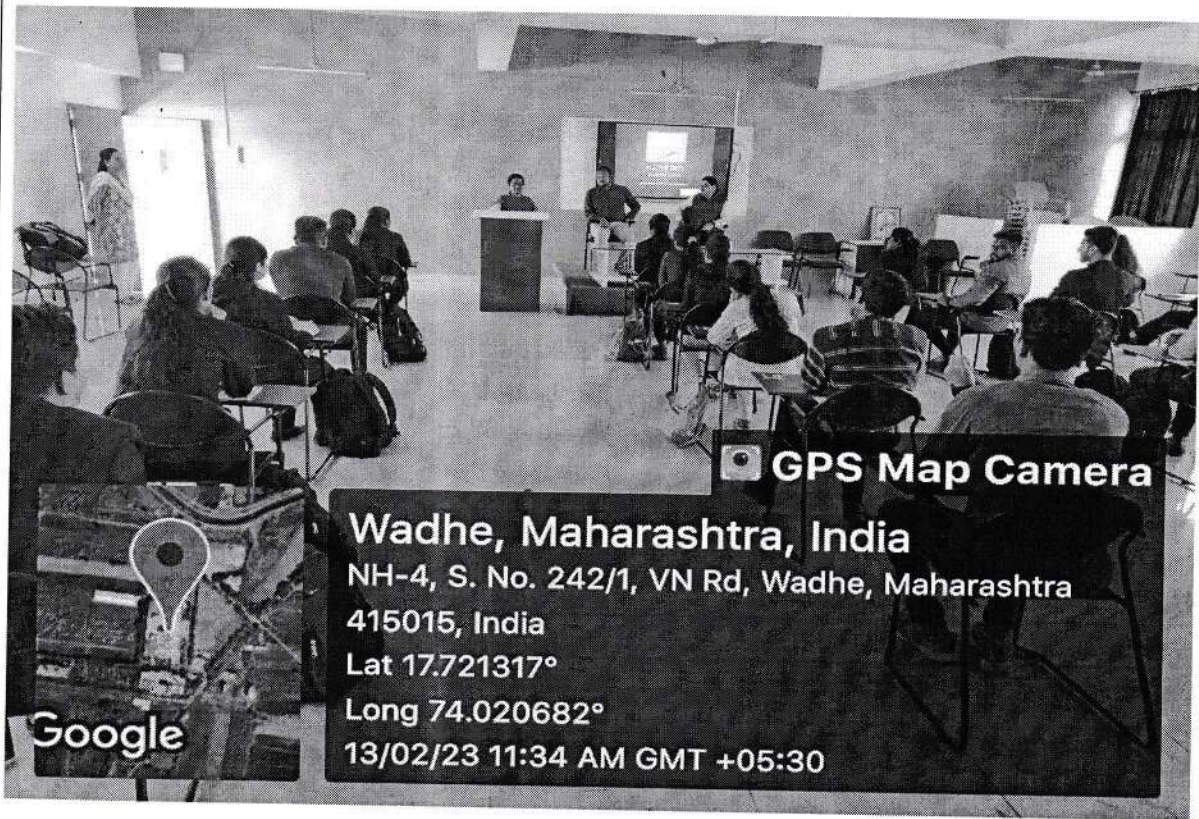 GPS Map Camera
Wadhe, Maharashtra, India
NH-4, S. No. 242/1, VN Rd, Wadhe, Maharashtra
415015, India
Lat 17.721317°
Long 74.020682°
13/02/23 11:34 AM GMT +05:30
Google